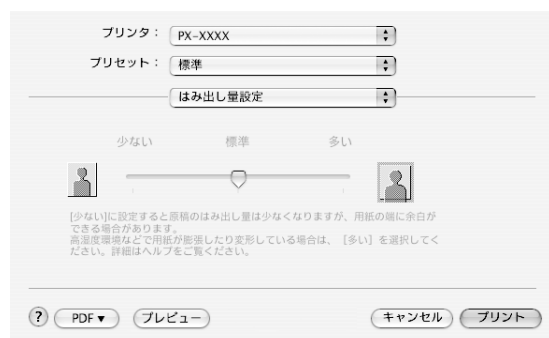 プリンタ： PX-XXXX
プリセット： 標準
はみ出し量設定
少ない 標準 多い
[少ない]に設定すると原稿のはみ出し量は少なくなりますが、用紙の端に余白が
できる場合があります。
高湿度環境などで用紙が膨張したり変形している場合は、［多い］を選択してく
ださい。詳細はヘルプをご覧ください。
? PDF▼ プレビュー キャンセル プリント